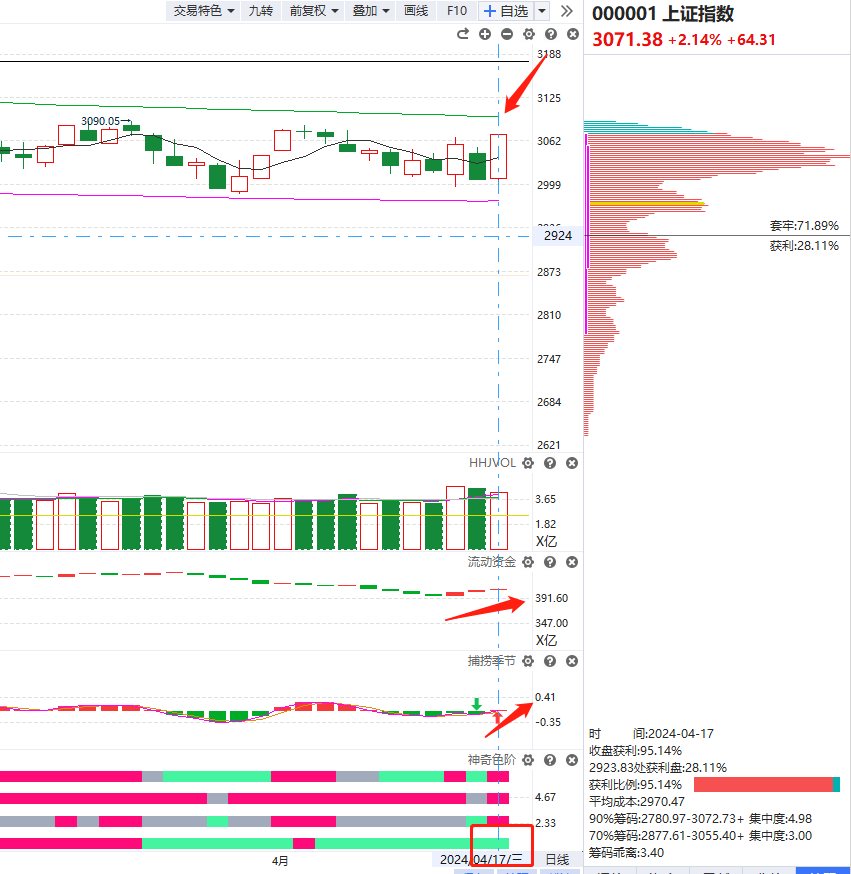 交易特色 九转 前复权 叠加 画线 F10 自选
000001 上证指数
3071.38 +2.14% +64.31
3188
3125
3090.05
3062
2999
2924
2873
2810
2747
2684
2621
套牢:71.89%
获利:28.11%
HHJVOL
3.65
1.82
X亿
流动资金
391.60
347.00
X亿
捕捞季节
0.41
-0.35
神奇色阶
4.67
2.33
4月
2024/04/17/三
日线
时 间:2024-04-17
收盘获利:95.14%
2923.83处获利盘:28.11%
获利比例:95.14%
平均成本:2970.47
90%筹码:2780.97-3072.73+ 集中度:4.98
70%筹码:2877.61-3055.40+ 集中度:3.00
筹码乖离:3.40